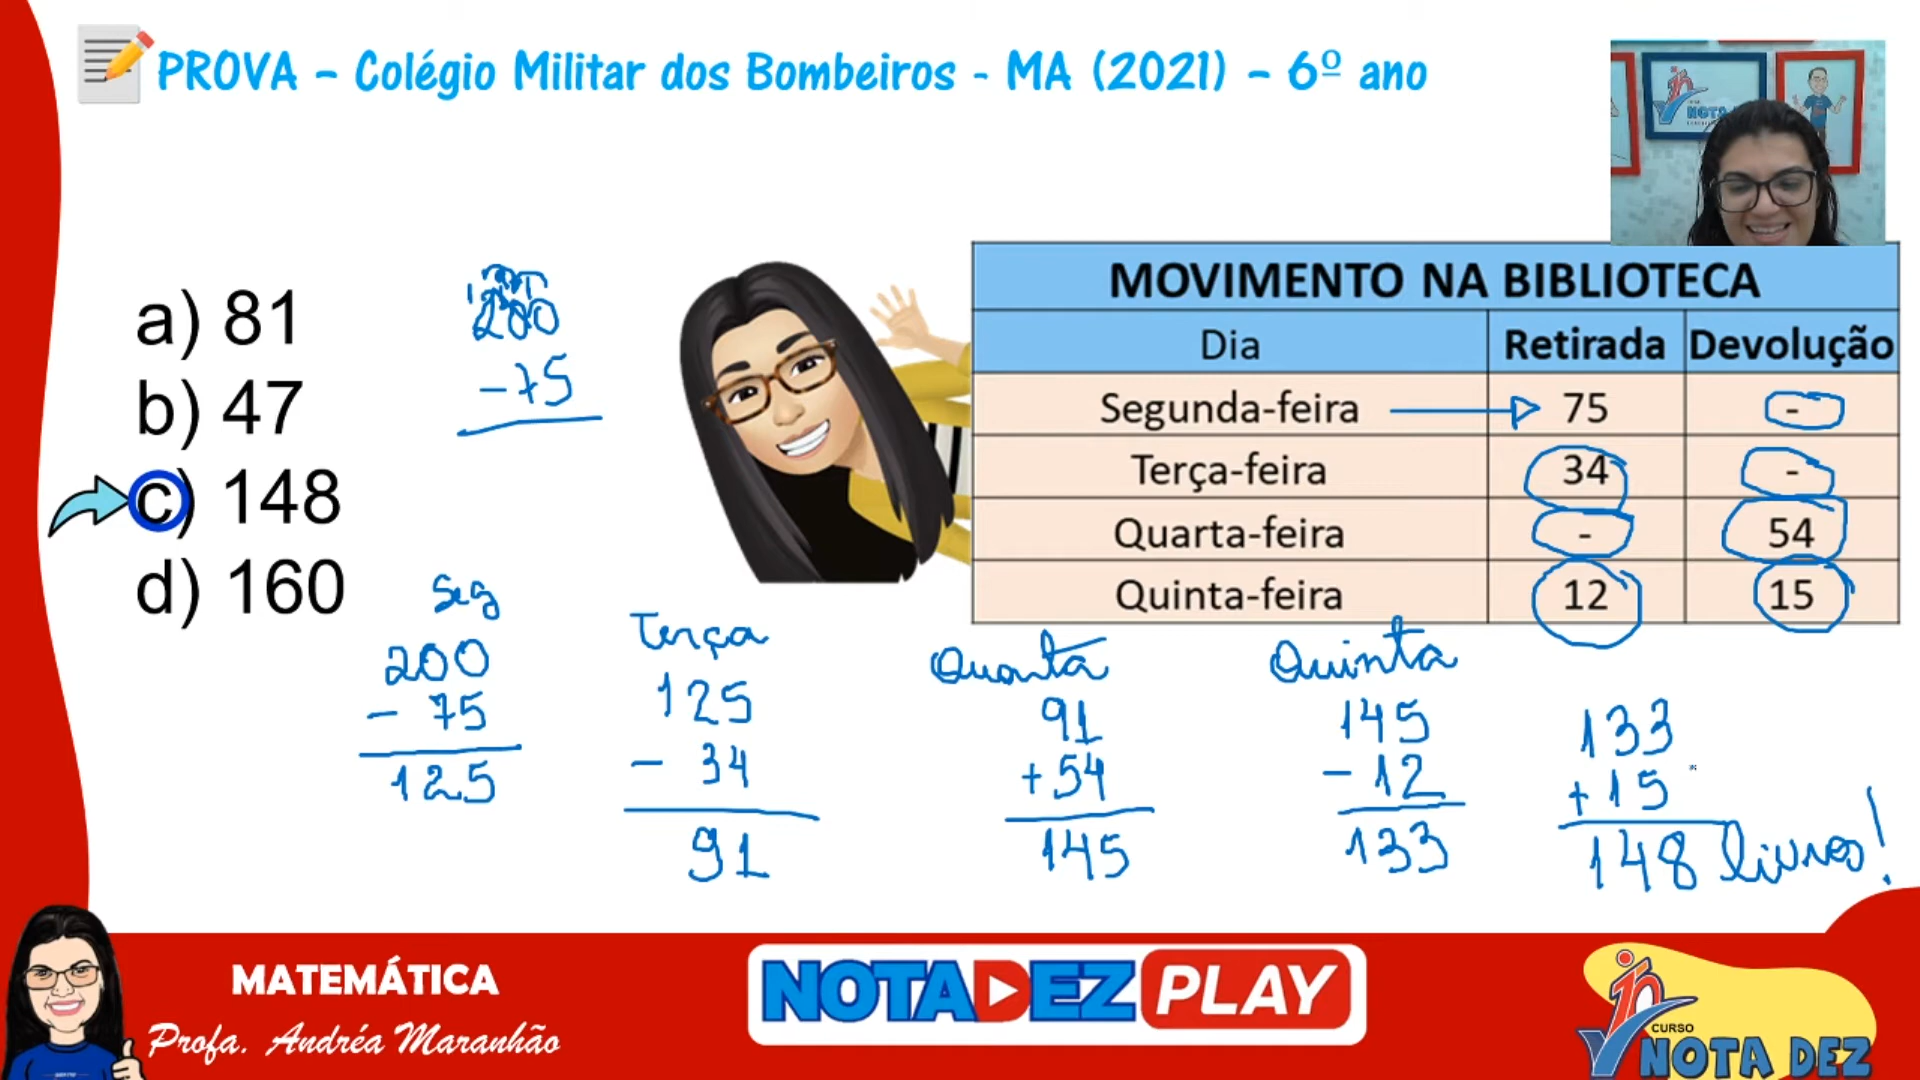 PROVA – Colégio Militar dos Bombeiros - MA (2021) – 6º ano
NOTA
a) 81
b) 47
c) 148
d) 160
200
-75
MOVIMENTO NA BIBLIOTECA
Dia Retirada Devolução
Segunda-feira 75 -
Terça-feira 34 -
Quarta-feira - 54
Quinta-feira 12 15
Seg
200
- 75
125
Terça
125
- 34
91
Quarta
91
+54
145
Quinta
145
-12
133
133
+15
148 livros!
MATEMÁTICA
Profa. Andréa Maranhão
NOTADEZ PLAY
CURSO
NOTA DEZ